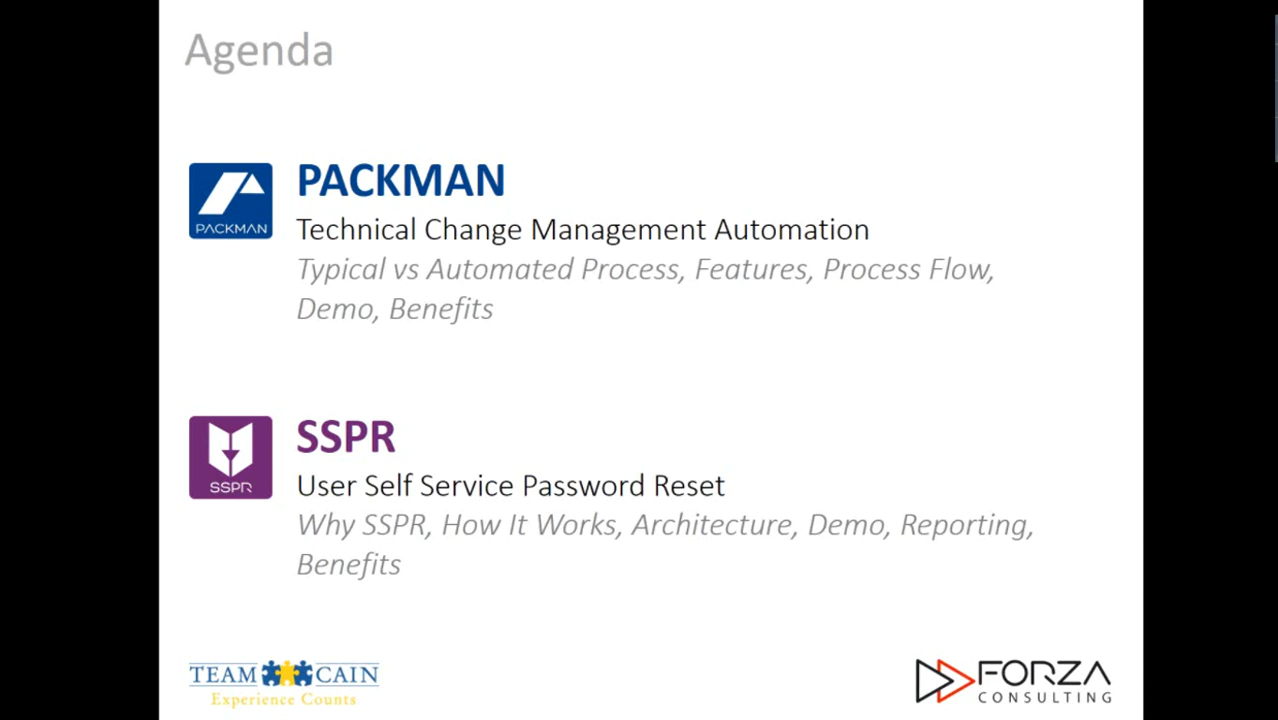 Agenda
PACKMAN
PACKMAN
Technical Change Management Automation
Typical vs Automated Process, Features, Process Flow,
Demo, Benefits
SSPR
SSPR
User Self Service Password Reset
Why SSPR, How It Works, Architecture, Demo, Reporting,
Benefits
TEAM CAIN
Experience Counts
FORZA
CONSULTING